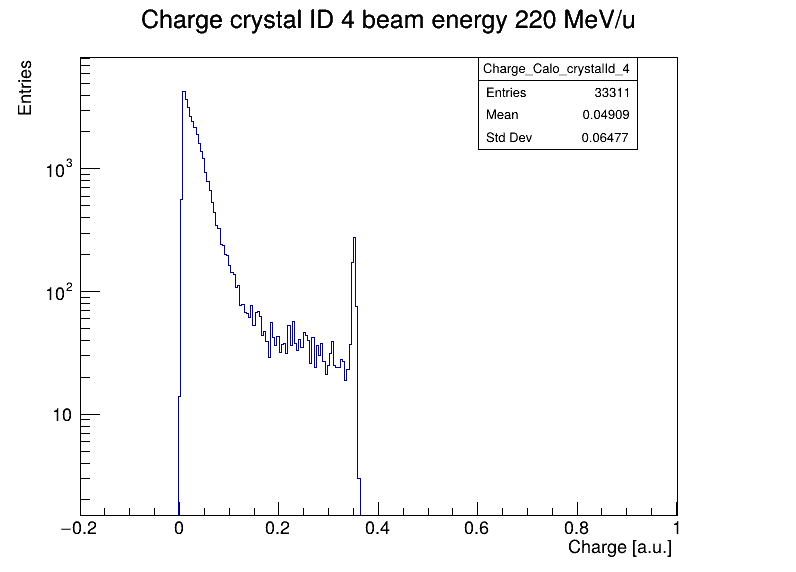 Charge crystal ID 4 beam energy 220 MeV/u
Entries
Charge_Calo_crystalId_4
Entries 33311
Mean 0.04909
Std Dev 0.06477
10³
10²
10
−0.2 0 0.2 0.4 0.6 0.8 1
Charge [a.u.]